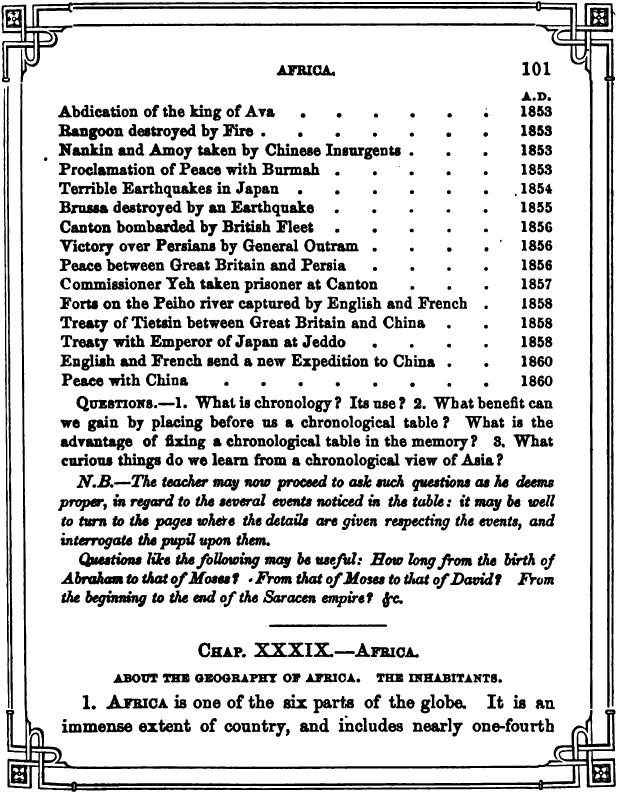 AFRICA. 101
A.D.
Abdication of the king of Ava . . . . . . 1853
Rangoon destroyed by Fire . . . . . . . 1853
Nankin and Amoy taken by Chinese Insurgents . . . 1853
Proclamation of Peace with Burmah . . . . . 1853
Terrible Earthquakes in Japan . . . . . . 1854
Brussa destroyed by an Earthquake . . . . . 1855
Canton bombarded by British Fleet . . . . . 1856
Victory over Persians by General Outram . . . . 1856
Peace between Great Britain and Persia . . . . 1856
Commissioner Yeh taken prisoner at Canton . . . 1857
Forts on the Peiho river captured by English and French . 1858
Treaty of Tietsin between Great Britain and China . . 1858
Treaty with Emperor of Japan at Jeddo . . . . 1858
English and French send a new Expedition to China . . 1860
Peace with China . . . . . . . . 1860
QUESTIONS.—1. What is chronology? Its use? 2. What benefit can
we gain by placing before us a chronological table? What is the
advantage of fixing a chronological table in the memory? 3. What
curious things do we learn from a chronological view of Asia?
N.B.—The teacher may now proceed to ask such questions as he deems
proper, in regard to the several events noticed in the table: it may be well
to turn to the pages where the details are given respecting the events, and
interrogate the pupil upon them.
Questions like the following may be useful: How long from the birth of
Abraham to that of Moses? From that of Moses to that of David? From
the beginning to the end of the Saracen empire? &c.
CHAP. XXXIX.—AFRICA.
ABOUT THE GEOGRAPHY OF AFRICA. THE INHABITANTS.
1. AFRICA is one of the six parts of the globe. It is an
immense extent of country, and includes nearly one-fourth